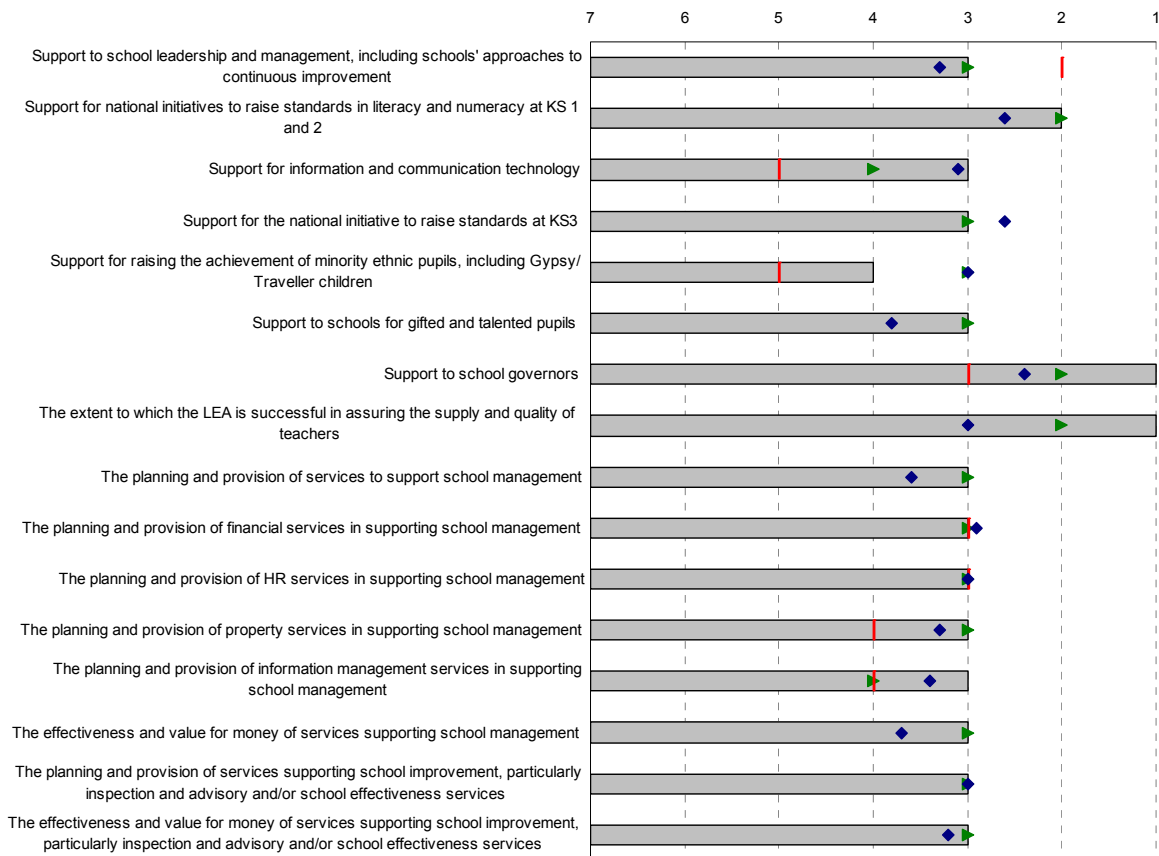 7 6 5 4 3 2 1
Support to school leadership and management, including schools' approaches to
continuous improvement
Support for national initiatives to raise standards in literacy and numeracy at KS 1
and 2
Support for information and communication technology
Support for the national initiative to raise standards at KS3
Support for raising the achievement of minority ethnic pupils, including Gypsy/
Traveller children
Support to schools for gifted and talented pupils
Support to school governors
The extent to which the LEA is successful in assuring the supply and quality of
teachers
The planning and provision of services to support school management
The planning and provision of financial services in supporting school management
The planning and provision of HR services in supporting school management
The planning and provision of property services in supporting school management
The planning and provision of information management services in supporting
school management
The effectiveness and value for money of services supporting school management
The planning and provision of services supporting school improvement, particularly
inspection and advisory and/or school effectiveness services
The effectiveness and value for money of services supporting school improvement,
particularly inspection and advisory and/or school effectiveness services